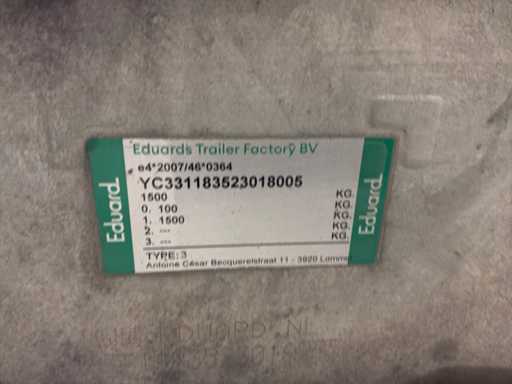 Eduards Trailer Factory BV
e4*2007/46*0364
YC331183523018005
1500 KG.
0. 100 KG.
1. 1500 KG.
2. --- KG.
3. --- KG.
TYPE: 3
Antoine César Becquerelstraat 11 - 3920 Lommel
Eduard
Eduard